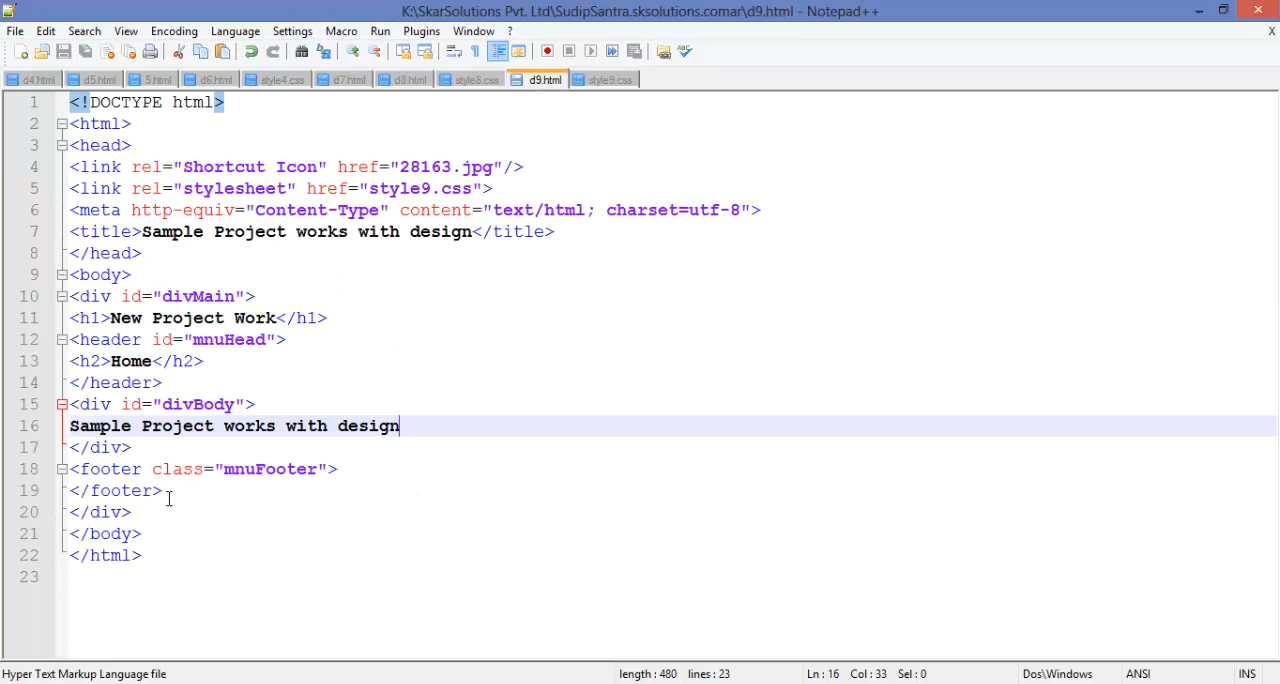 K:\SkarSolutions Pvt. Ltd\SudipSantra.sksolutions.comar\d9.html - Notepad++
File Edit Search View Encoding Language Settings Macro Run Plugins Window ? X
d4.html d5.html 5.html d6.html style4.css d7.html d8.html style8.css d9.html style9.css
1 <!DOCTYPE html>
2 <html>
3 <head>
4 <link rel="Shortcut Icon" href="28163.jpg"/>
5 <link rel="stylesheet" href="style9.css">
6 <meta http-equiv="Content-Type" content="text/html; charset=utf-8">
7 <title>Sample Project works with design</title>
8 </head>
9 <body>
10 <div id="divMain">
11 <h1>New Project Work</h1>
12 <header id="mnuHead">
13 <h2>Home</h2>
14 </header>
15 <div id="divBody">
16 Sample Project works with design
17 </div>
18 <footer class="mnuFooter">
19 </footer>
20 </div>
21 </body>
22 </html>
23
Hyper Text Markup Language file length : 480 lines : 23 Ln : 16 Col : 33 Sel : 0 Dos\Windows ANSI INS